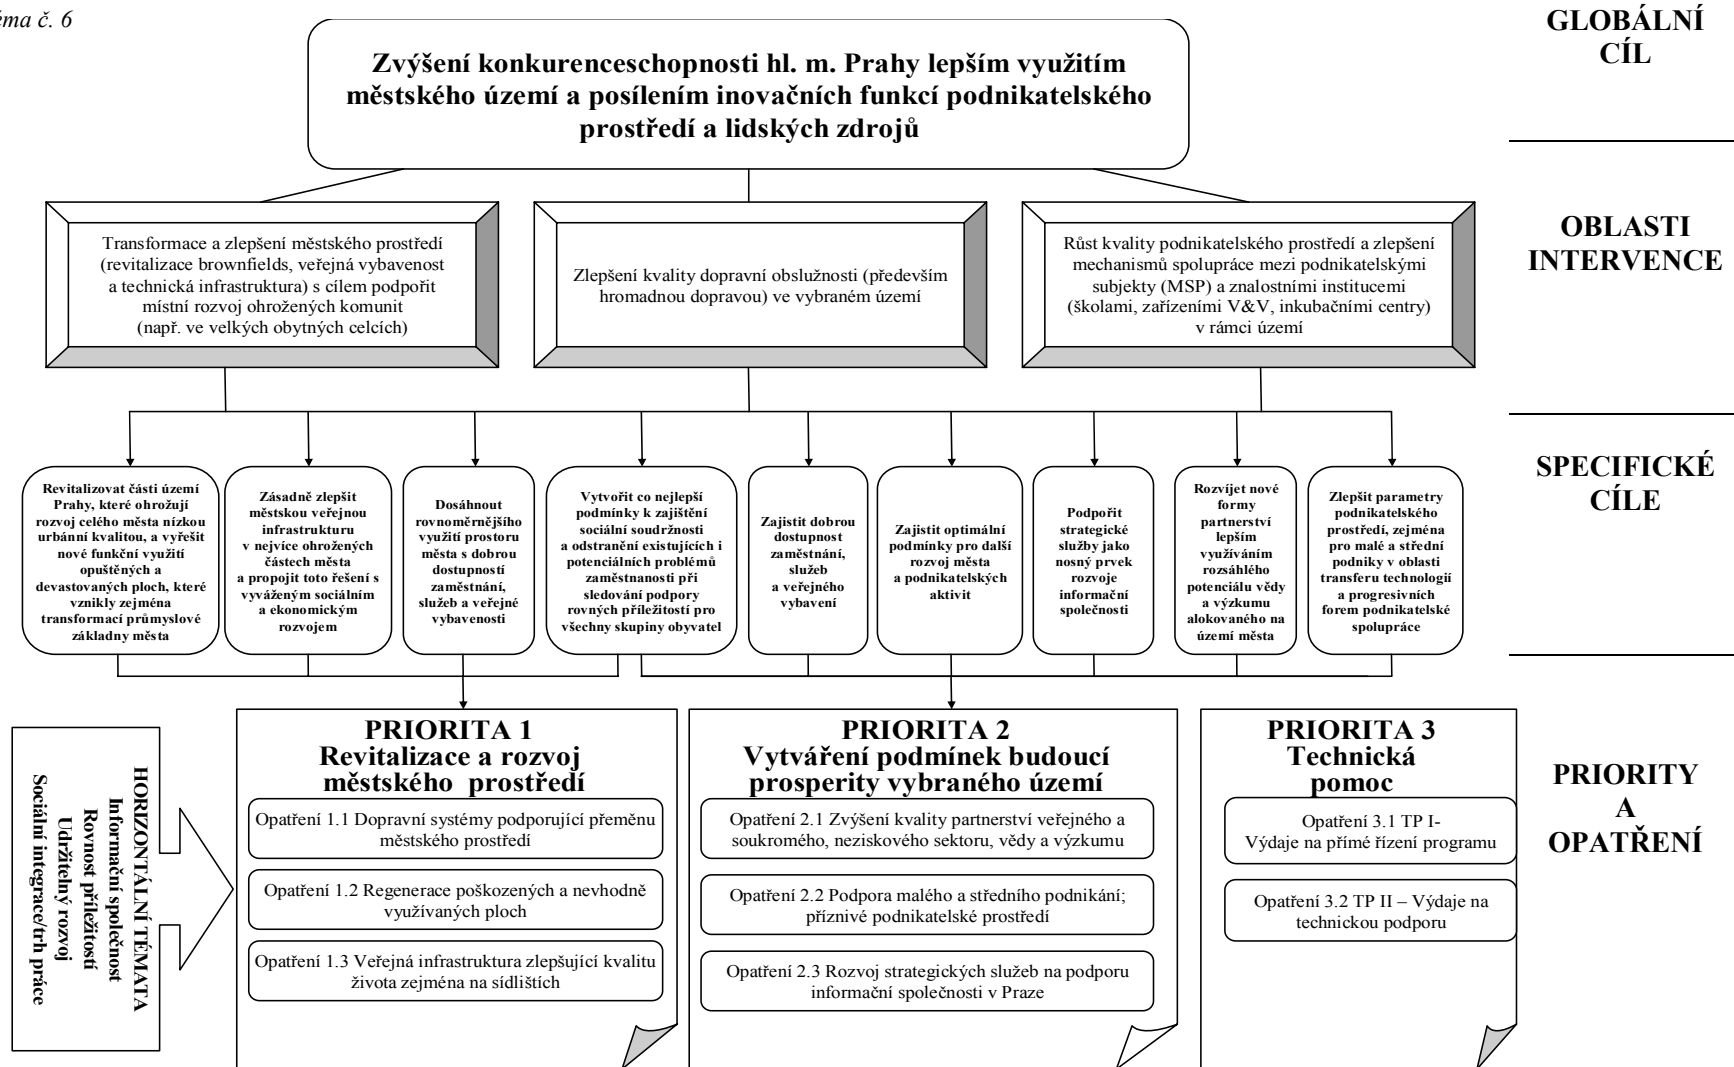 éma č. 6
GLOBÁLNÍ
CÍL
Zvýšení konkurenceschopnosti hl. m. Prahy lepším využitím
městského území a posílením inovačních funkcí podnikatelského
prostředí a lidských zdrojů
OBLASTI
INTERVENCE
Transformace a zlepšení městského prostředí
(revitalizace brownfields, veřejná vybavenost
a technická infrastruktura) s cílem podpořit
místní rozvoj ohrožených komunit
(např. ve velkých obytných celcích)
Zlepšení kvality dopravní obslužnosti (především
hromadnou dopravou) ve vybraném území
Růst kvality podnikatelského prostředí a zlepšení
mechanismů spolupráce mezi podnikatelskými
subjekty (MSP) a znalostními institucemi
(školami, zařízeními V&V, inkubačními centry)
v rámci území
SPECIFICKÉ
CÍLE
Revitalizovat části území
Prahy, které ohrožují
rozvoj celého města nízkou
urbánní kvalitou, a vyřešit
nové funkční využití
opuštěných a
devastovaných ploch, které
vznikly zejména
transformací průmyslové
základny města
Zásadně zlepšit
městskou veřejnou
infrastrukturu
v nejvíce ohrožených
částech města
a propojit toto řešení s
vyváženým sociálním
a ekonomickým
rozvojem
Dosáhnout
rovnoměrnějšího
využití prostoru
města s dobrou
dostupností
zaměstnání,
služeb a veřejné
vybavenosti
Vytvořit co nejlepší
podmínky k zajištění
sociální soudržnosti
a odstranění existujících i
potenciálních problémů
zaměstnanosti při
sledování podpory
rovných příležitostí pro
všechny skupiny obyvatel
Zajistit dobrou
dostupnost
zaměstnání,
služeb
a veřejného
vybavení
Zajistit optimální
podmínky pro další
rozvoj města
a podnikatelských
aktivit
Podpořit
strategické
služby jako
nosný prvek
rozvoje
informační
společnosti
Rozvíjet nové
formy
partnerství
lepším
využíváním
rozsáhlého
potenciálu vědy
a výzkumu
alokovaného na
území města
Zlepšit parametry
podnikatelského
prostředí, zejména
pro malé a střední
podniky v oblasti
transferu technologií
a progresivních
forem podnikatelské
spolupráce
PRIORITY
A
OPATŘENÍ
HORIZONTÁLNÍ TÉMATA
Informační společnost
Rovnost příležitostí
Udržitelný rozvoj
Sociální integrace/trh práce
PRIORITA 1
Revitalizace a rozvoj
městského prostředí
Opatření 1.1 Dopravní systémy podporující přeměnu
městského prostředí
Opatření 1.2 Regenerace poškozených a nevhodně
využívaných ploch
Opatření 1.3 Veřejná infrastruktura zlepšující kvalitu
života zejména na sídlištích
PRIORITA 2
Vytváření podmínek budoucí
prosperity vybraného území
Opatření 2.1 Zvýšení kvality partnerství veřejného a
soukromého, neziskového sektoru, vědy a výzkumu
Opatření 2.2 Podpora malého a středního podnikání;
příznivé podnikatelské prostředí
Opatření 2.3 Rozvoj strategických služeb na podporu
informační společnosti v Praze
PRIORITA 3
Technická
pomoc
Opatření 3.1 TP I-
Výdaje na přímé řízení programu
Opatření 3.2 TP II – Výdaje na
technickou podporu